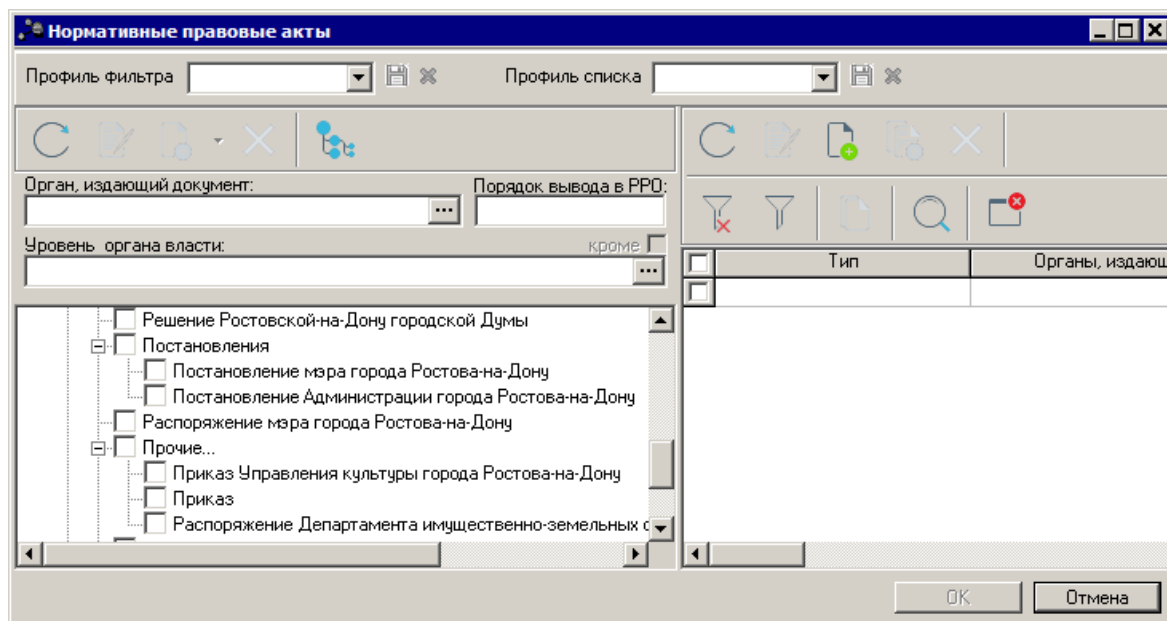 Нормативные правовые акты
Профиль фильтра
Профиль списка
Орган, издающий документ:
Порядок вывода в РРО:
Уровень органа власти:
кроме
Тип
Органы, издающ
Решение Ростовской-на-Дону городской Думы
Постановления
Постановление мэра города Ростова-на-Дону
Постановление Администрации города Ростова-на-Дону
Распоряжение мэра города Ростова-на-Дону
Прочие...
Приказ Управления культуры города Ростова-на-Дону
Приказ
Распоряжение Департамента имущественно-земельных о
OK
Отмена